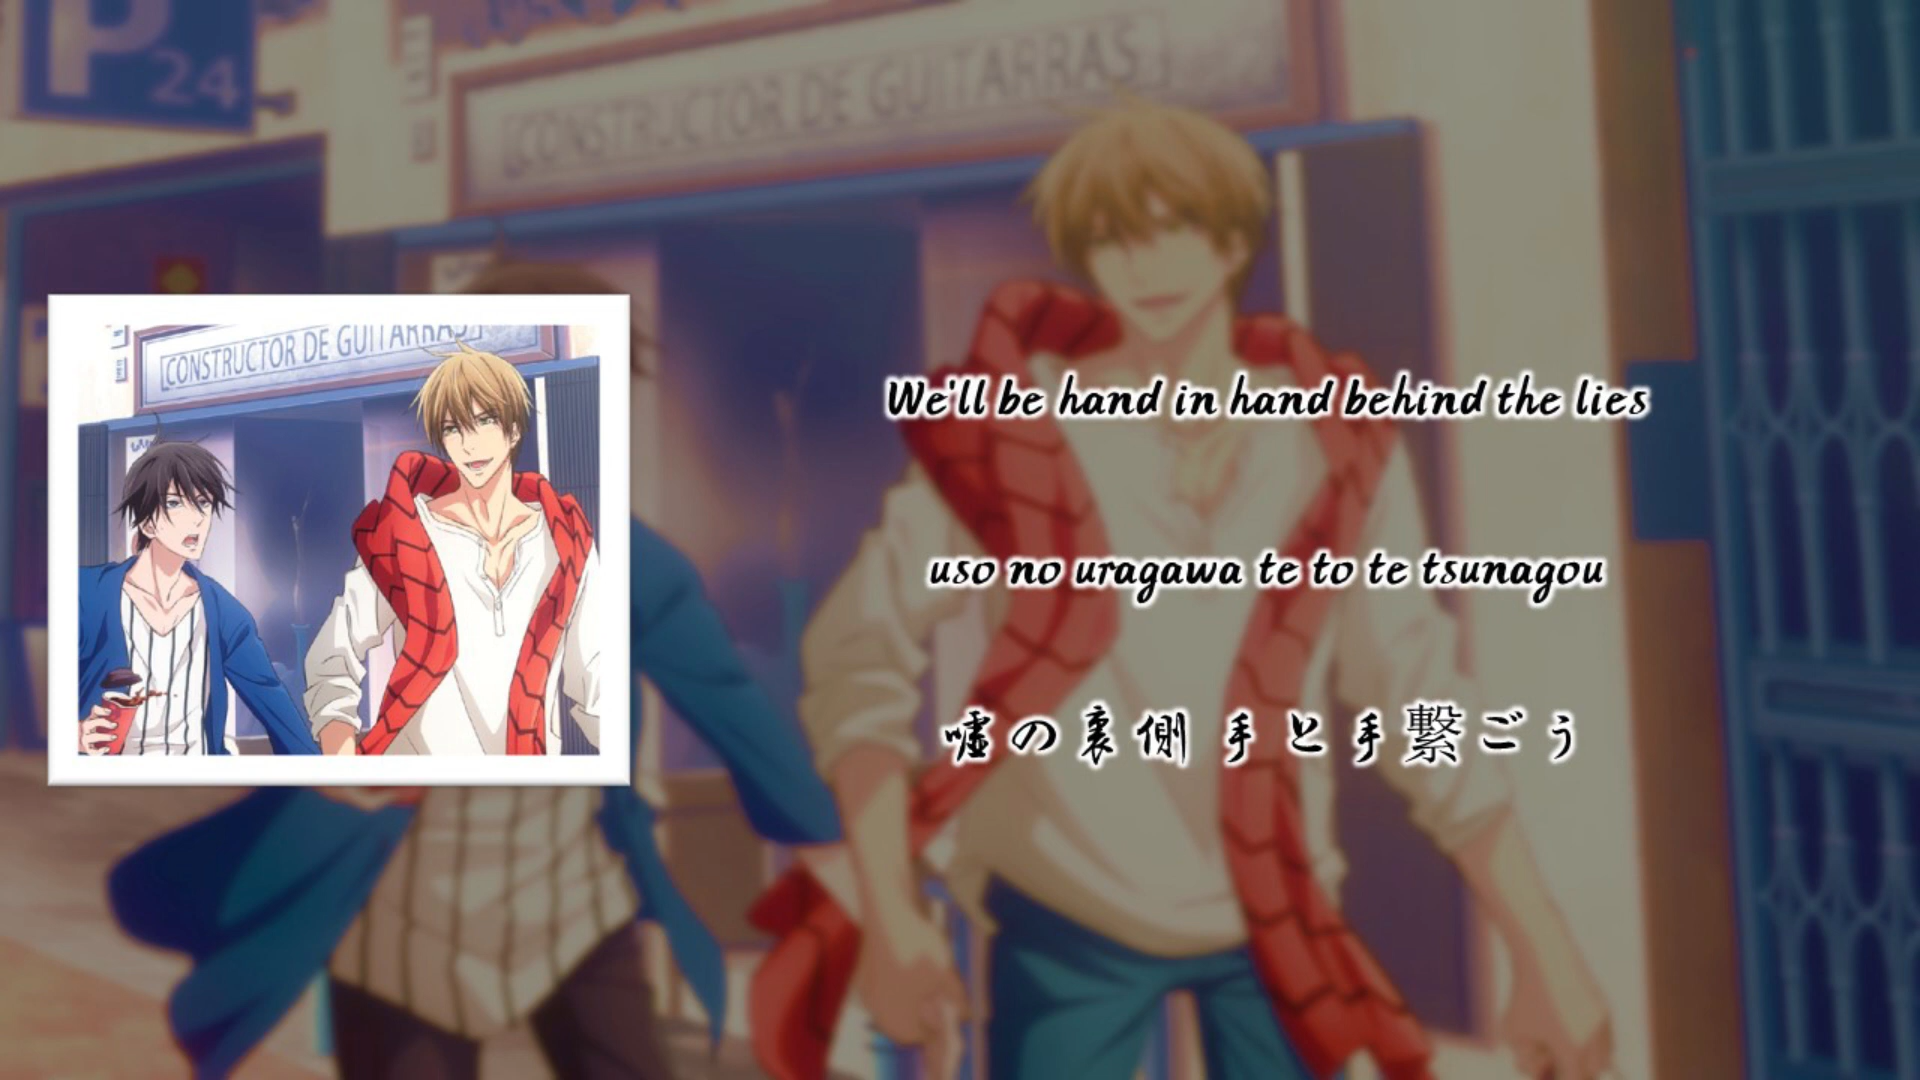 P
24
CONSTRUCTOR DE GUITARRAS
CONSTRUCTOR DE GUITARRAS
We'll be hand in hand behind the lies
uso no uragawa te to te tsunagou
嘘の裏側 手と手繋ごう